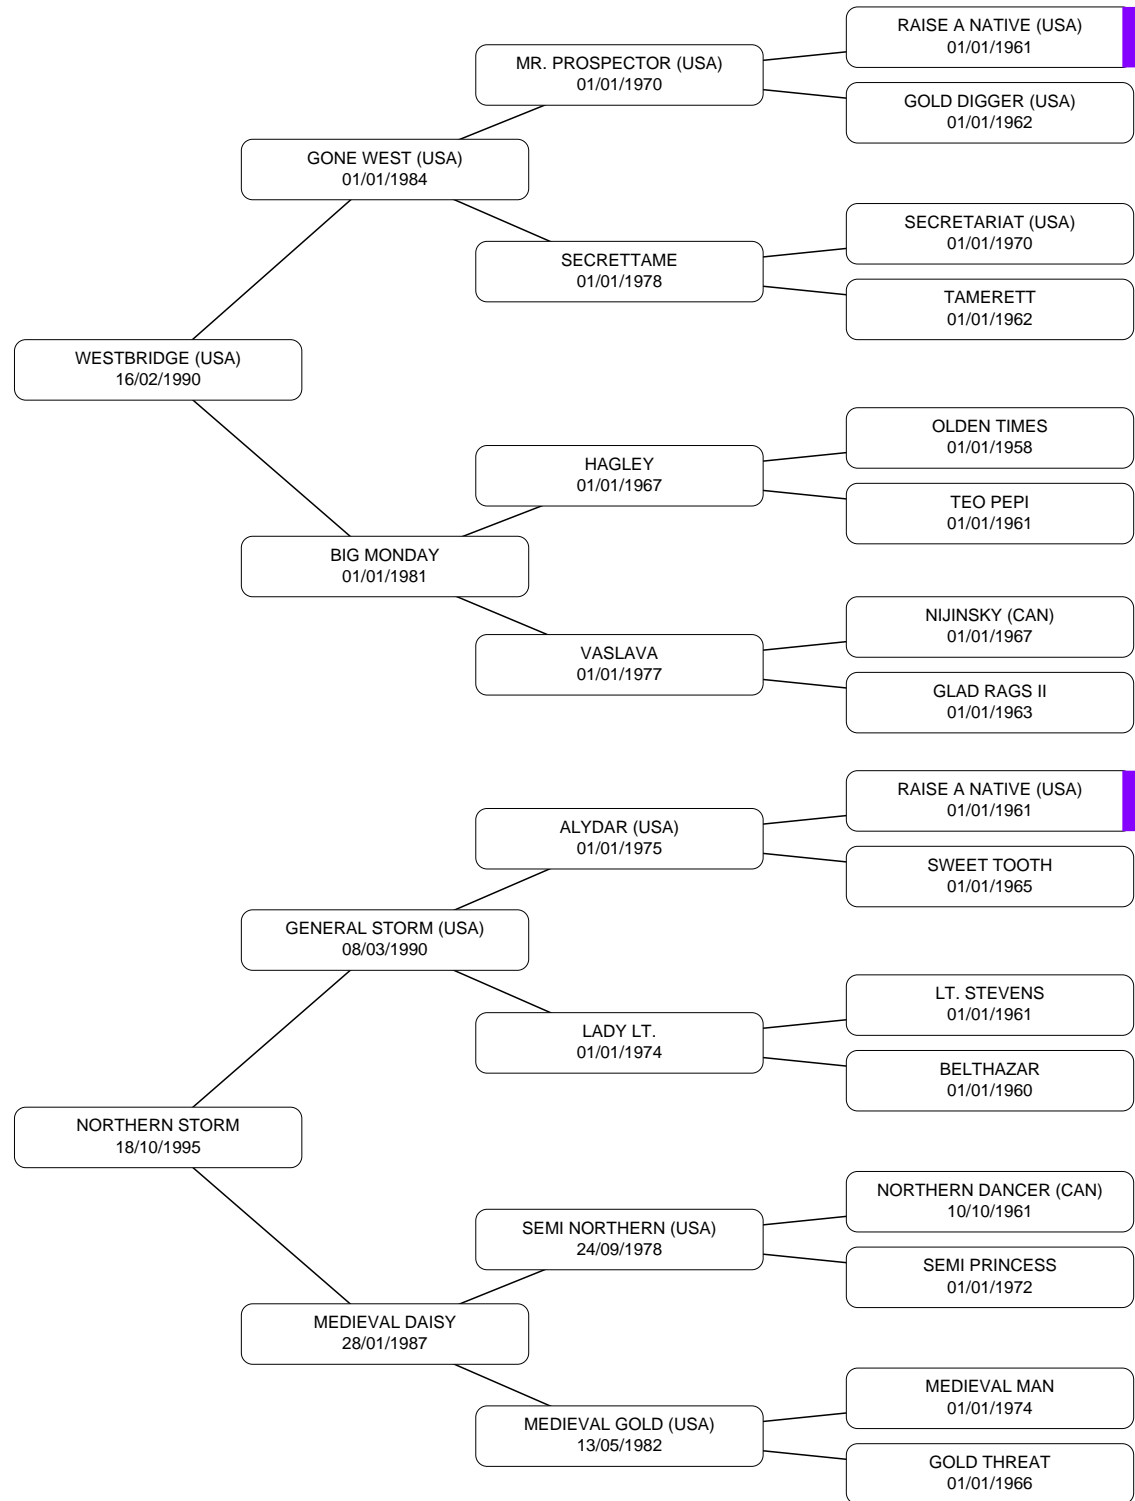 RAISE A NATIVE (USA)
01/01/1961
MR. PROSPECTOR (USA)
01/01/1970
GOLD DIGGER (USA)
01/01/1962
GONE WEST (USA)
01/01/1984
SECRETARIAT (USA)
01/01/1970
SECRETTAME
01/01/1978
TAMERETT
01/01/1962
WESTBRIDGE (USA)
16/02/1990
OLDEN TIMES
01/01/1958
HAGLEY
01/01/1967
TEO PEPI
01/01/1961
BIG MONDAY
01/01/1981
NIJINSKY (CAN)
01/01/1967
VASLAVA
01/01/1977
GLAD RAGS II
01/01/1963
RAISE A NATIVE (USA)
01/01/1961
ALYDAR (USA)
01/01/1975
SWEET TOOTH
01/01/1965
GENERAL STORM (USA)
08/03/1990
LT. STEVENS
01/01/1961
LADY LT.
01/01/1974
BELTHAZAR
01/01/1960
NORTHERN STORM
18/10/1995
NORTHERN DANCER (CAN)
10/10/1961
SEMI NORTHERN (USA)
24/09/1978
SEMI PRINCESS
01/01/1972
MEDIEVAL DAISY
28/01/1987
MEDIEVAL MAN
01/01/1974
MEDIEVAL GOLD (USA)
13/05/1982
GOLD THREAT
01/01/1966